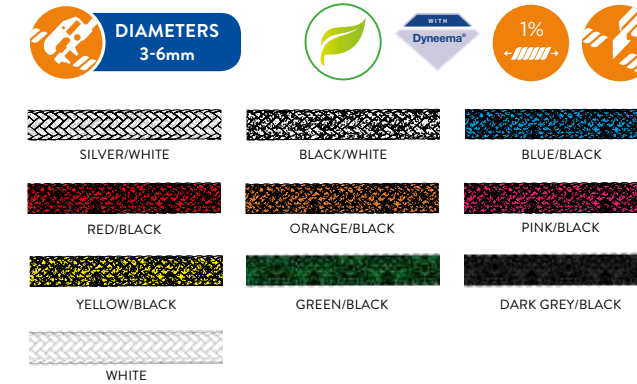 DIAMETERS
3-6mm
WITH
Dyneema®
1%
SILVER/WHITE
BLACK/WHITE
BLUE/BLACK
RED/BLACK
ORANGE/BLACK
PINK/BLACK
YELLOW/BLACK
GREEN/BLACK
DARK GREY/BLACK
WHITE